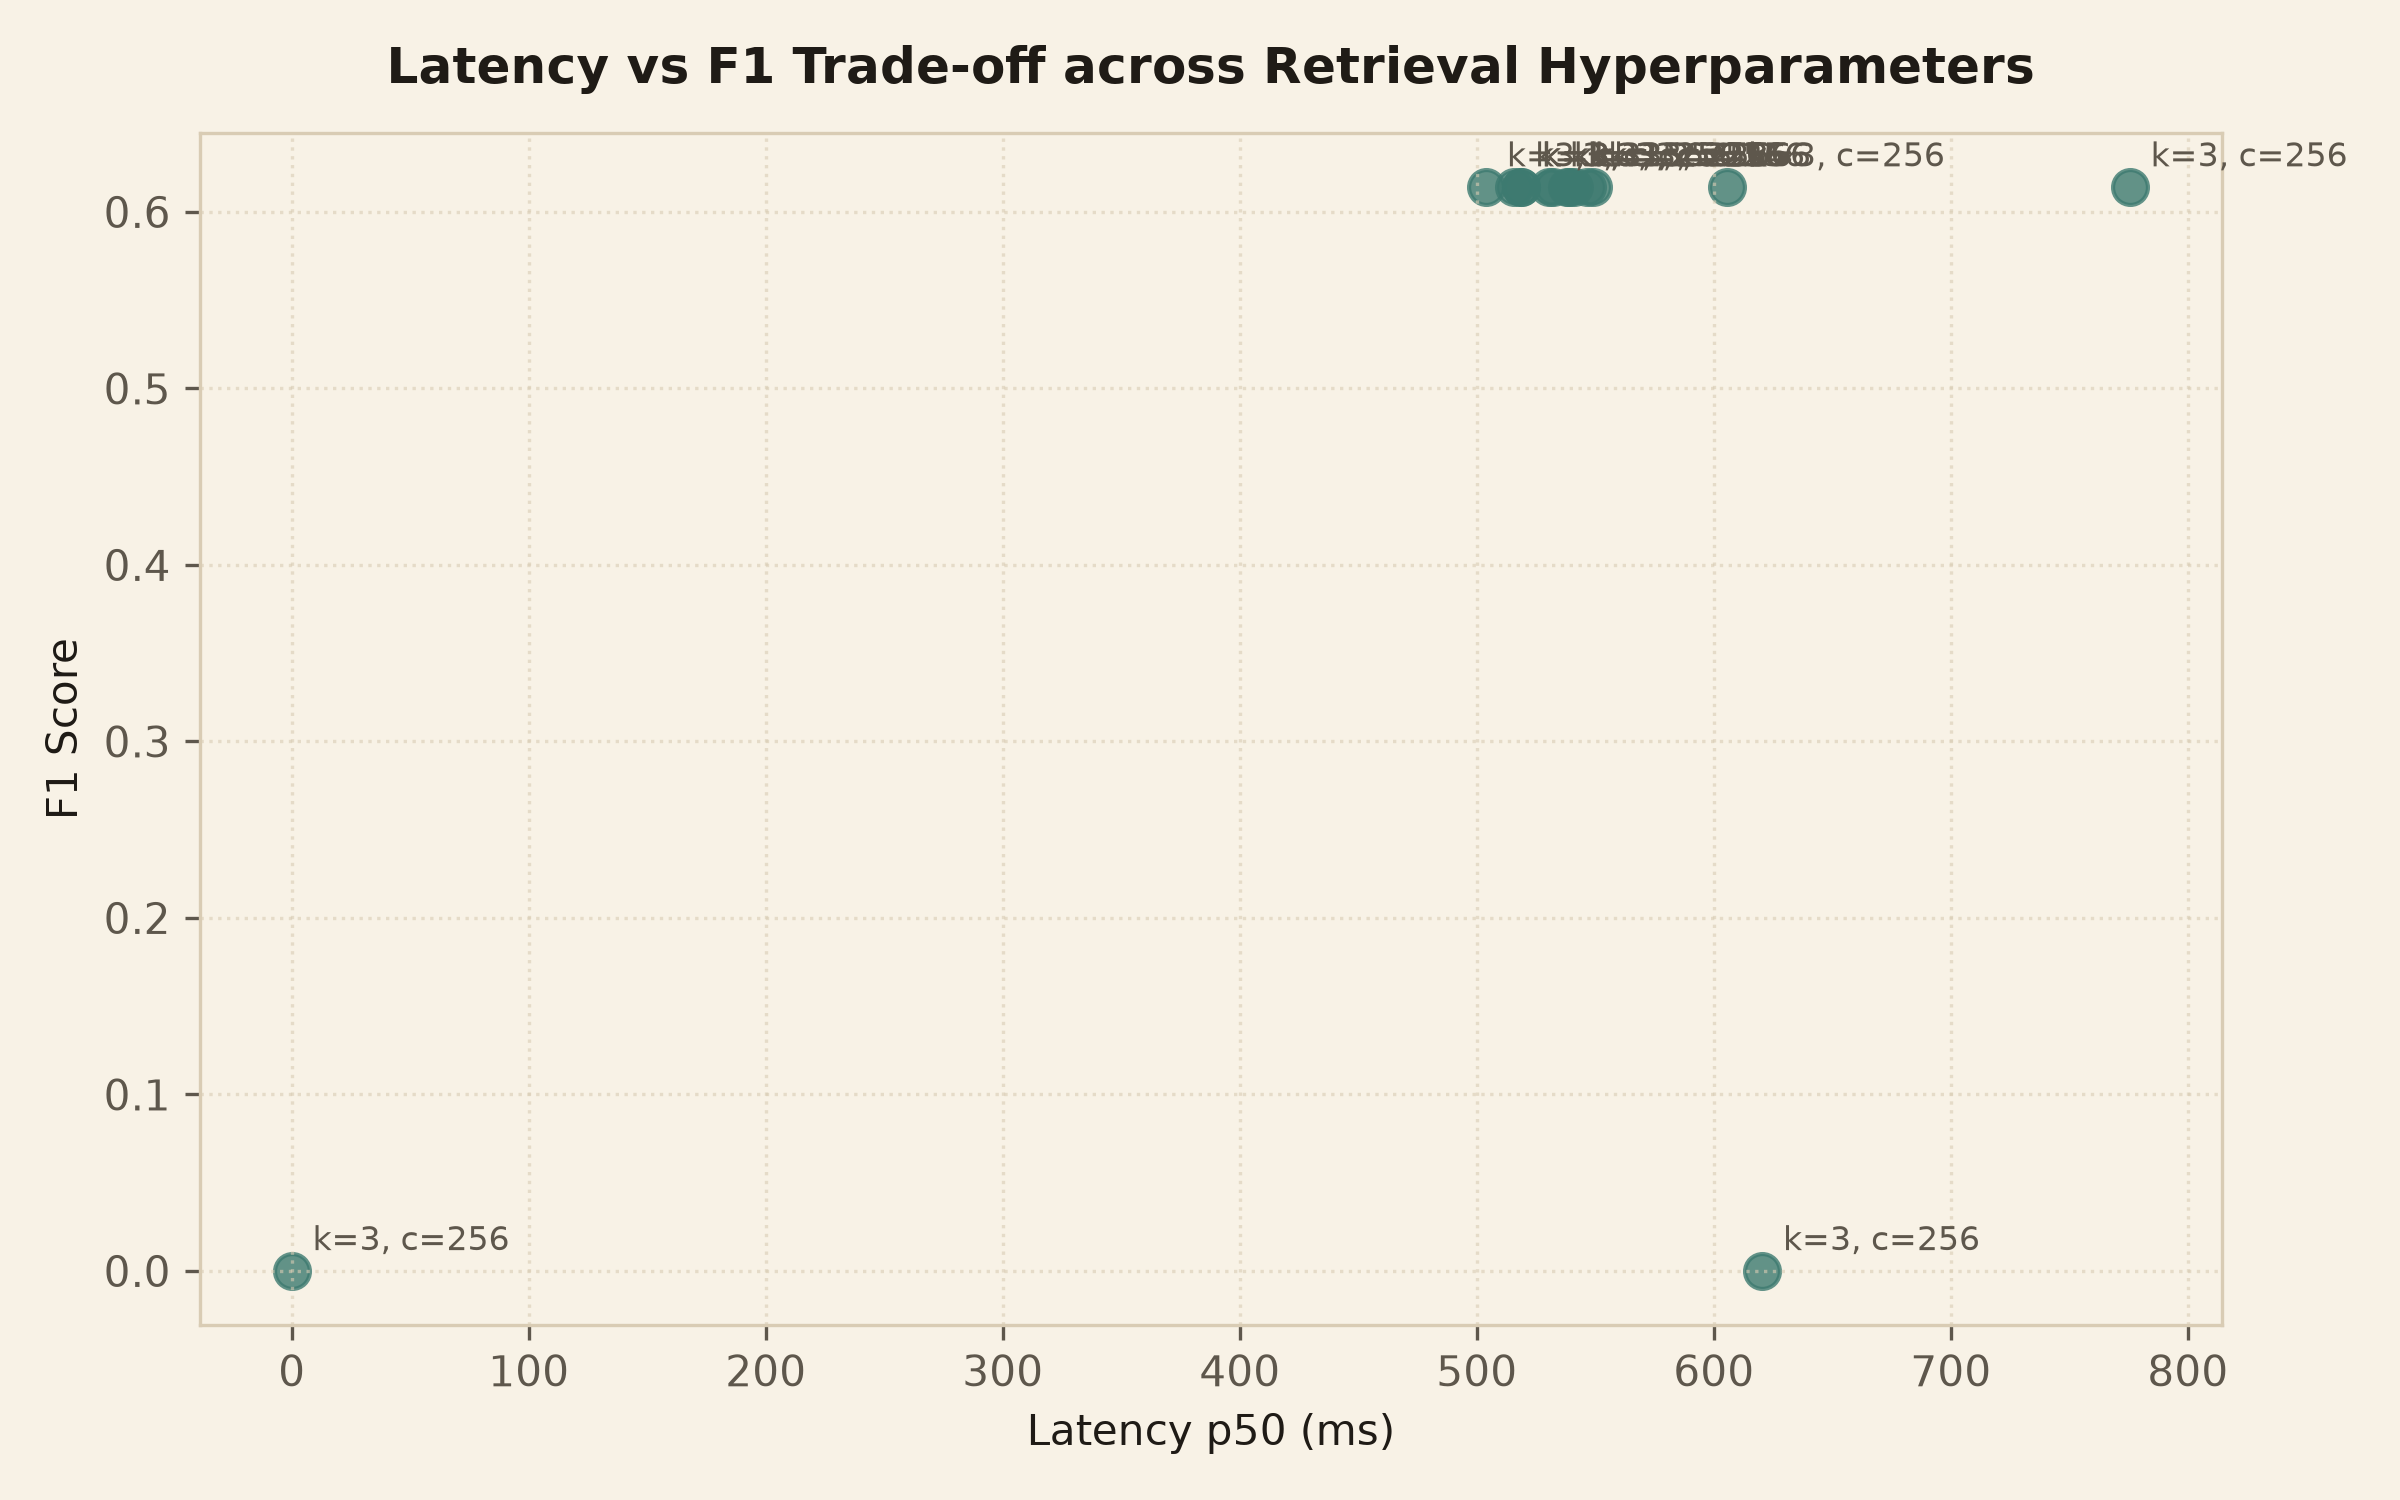 Latency vs F1 Trade-off across Retrieval Hyperparameters
k=3, c=256
k=3, c=256
0.6
0.5
0.4
0.3
0.2
0.1
0.0
F1 Score
k=3, c=256
k=3, c=256
0 100 200 300 400 500 600 700 800
Latency p50 (ms)